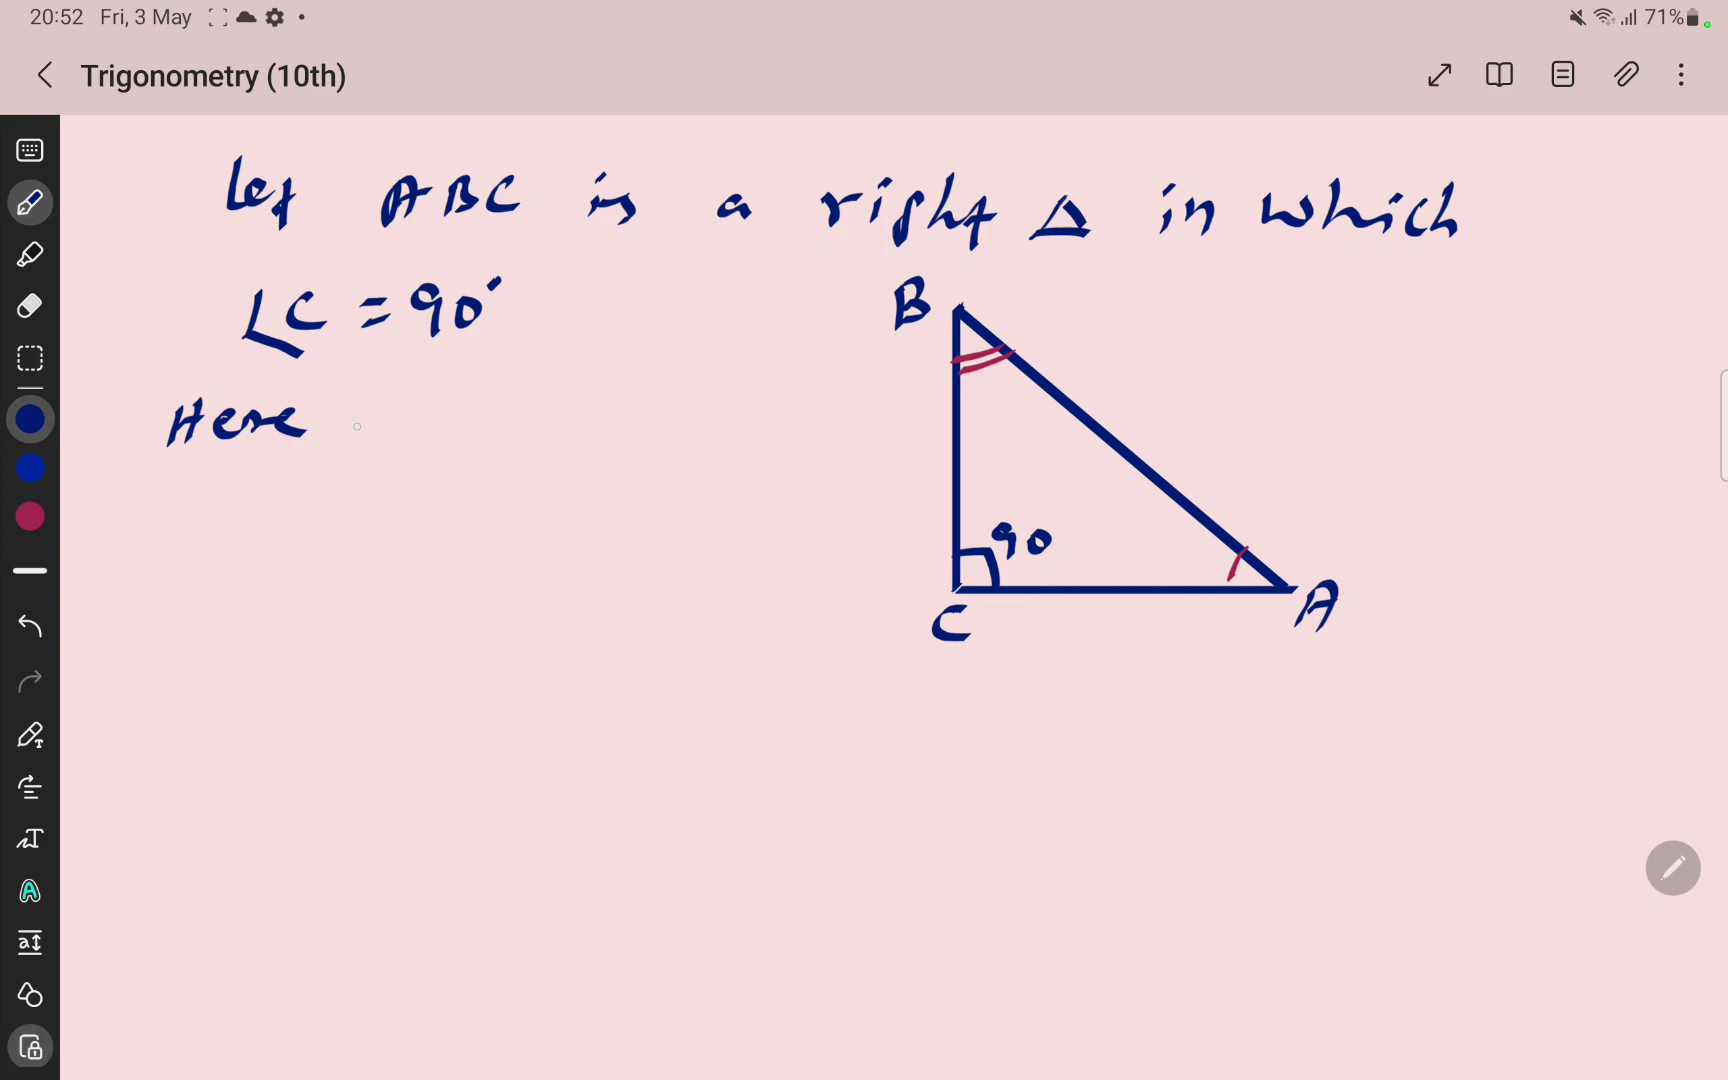 20:52 Fri, 3 May 71%
Trigonometry (10th)
Let ABC is a right Δ in which
∠C = 90°
B
Here
90
C
A